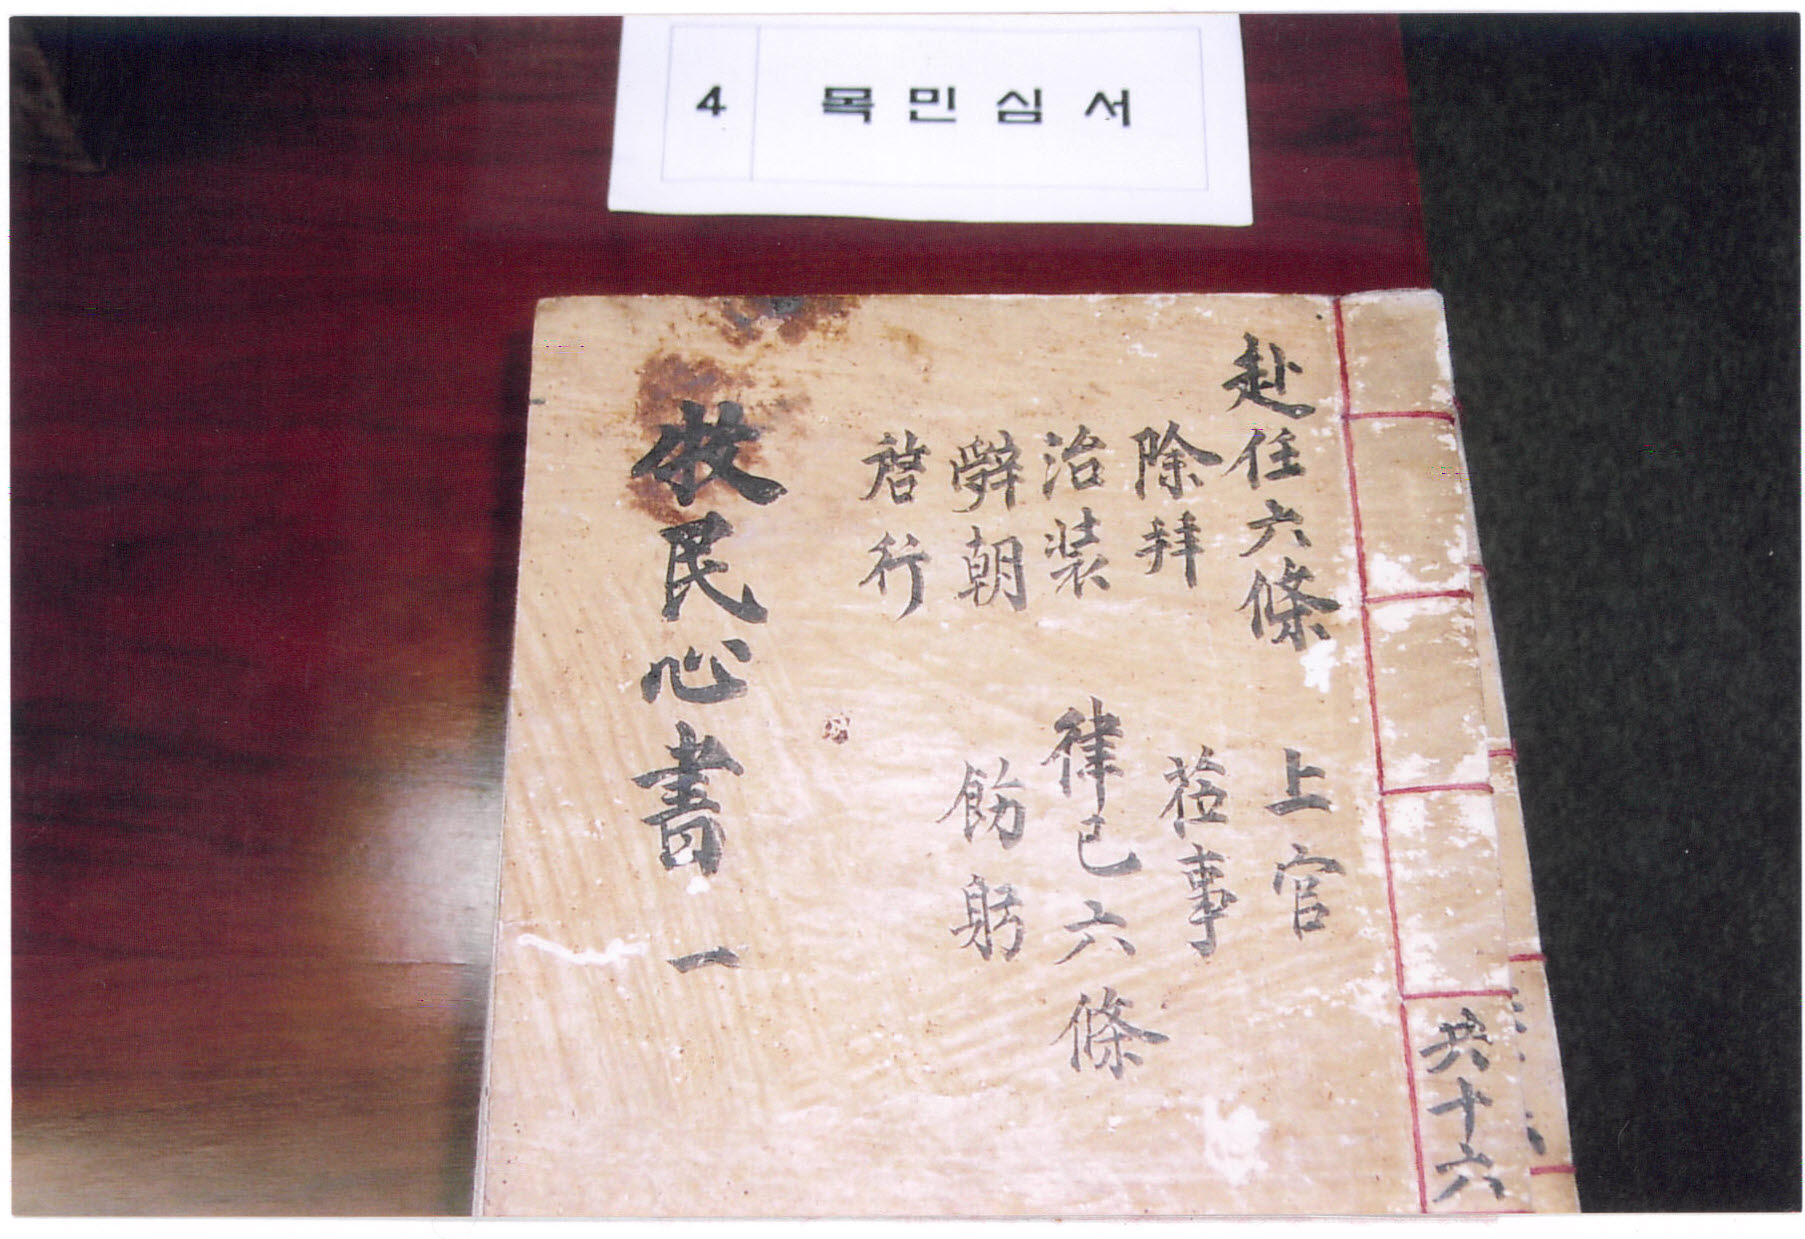 4 목민심서
赴任六條 上官
除拜 莅事
治裝 律己六條
辭朝 飭躬
啓行
牧民心書 一
共十六